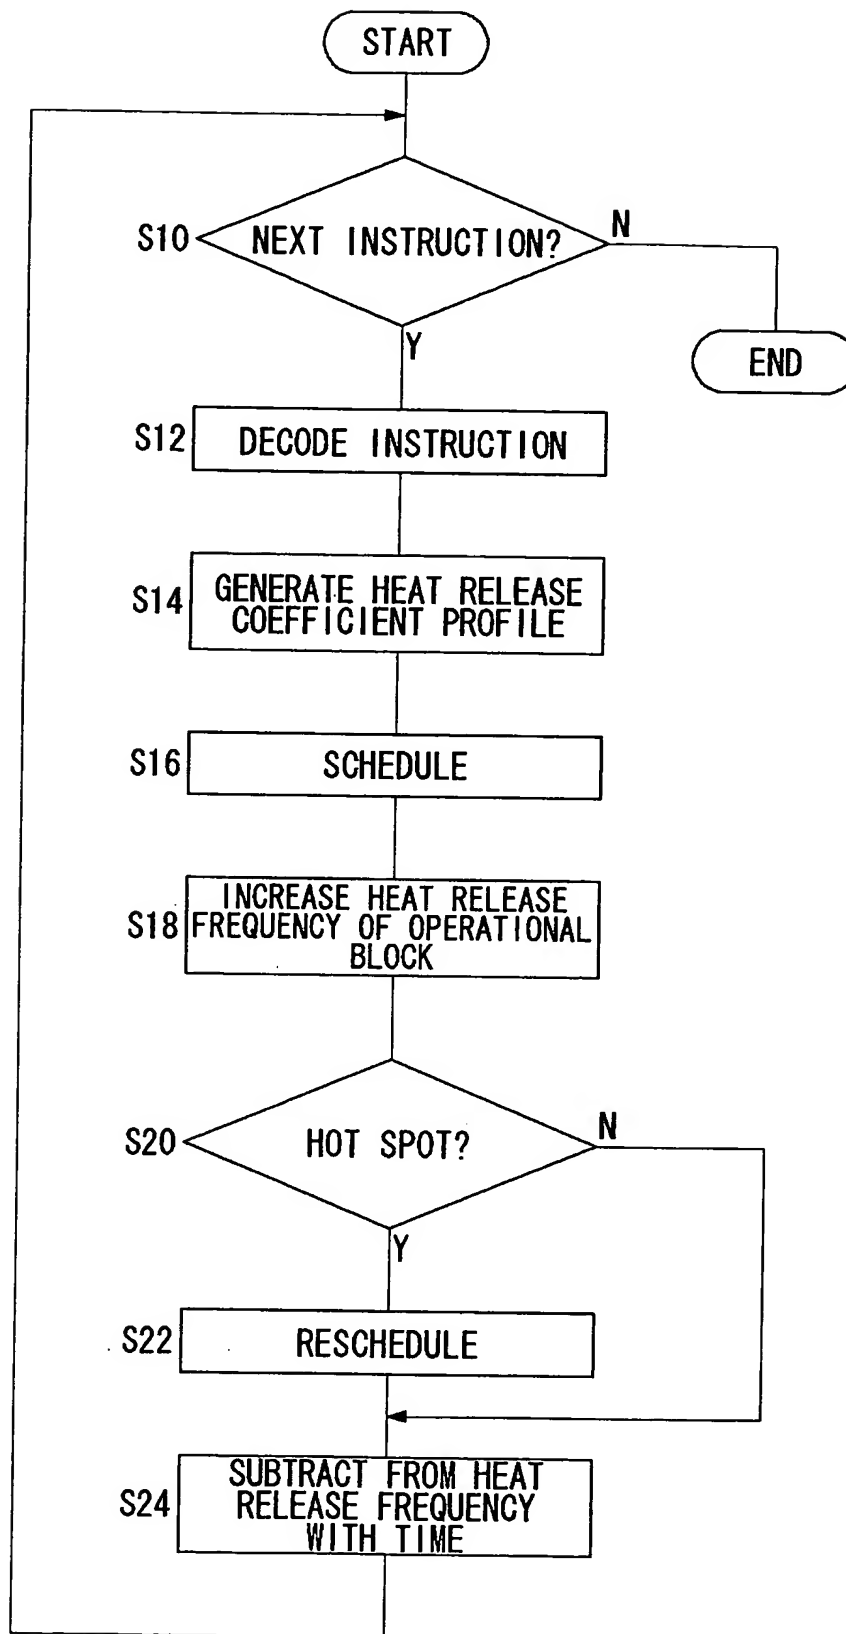 START
S10
NEXT INSTRUCTION?
N
Y
END
S12
DECODE INSTRUCTION
S14
GENERATE HEAT RELEASE
COEFFICIENT PROFILE
S16
SCHEDULE
S18
INCREASE HEAT RELEASE
FREQUENCY OF OPERATIONAL
BLOCK
S20
HOT SPOT?
N
Y
S22
RESCHEDULE
S24
SUBTRACT FROM HEAT
RELEASE FREQUENCY
WITH TIME